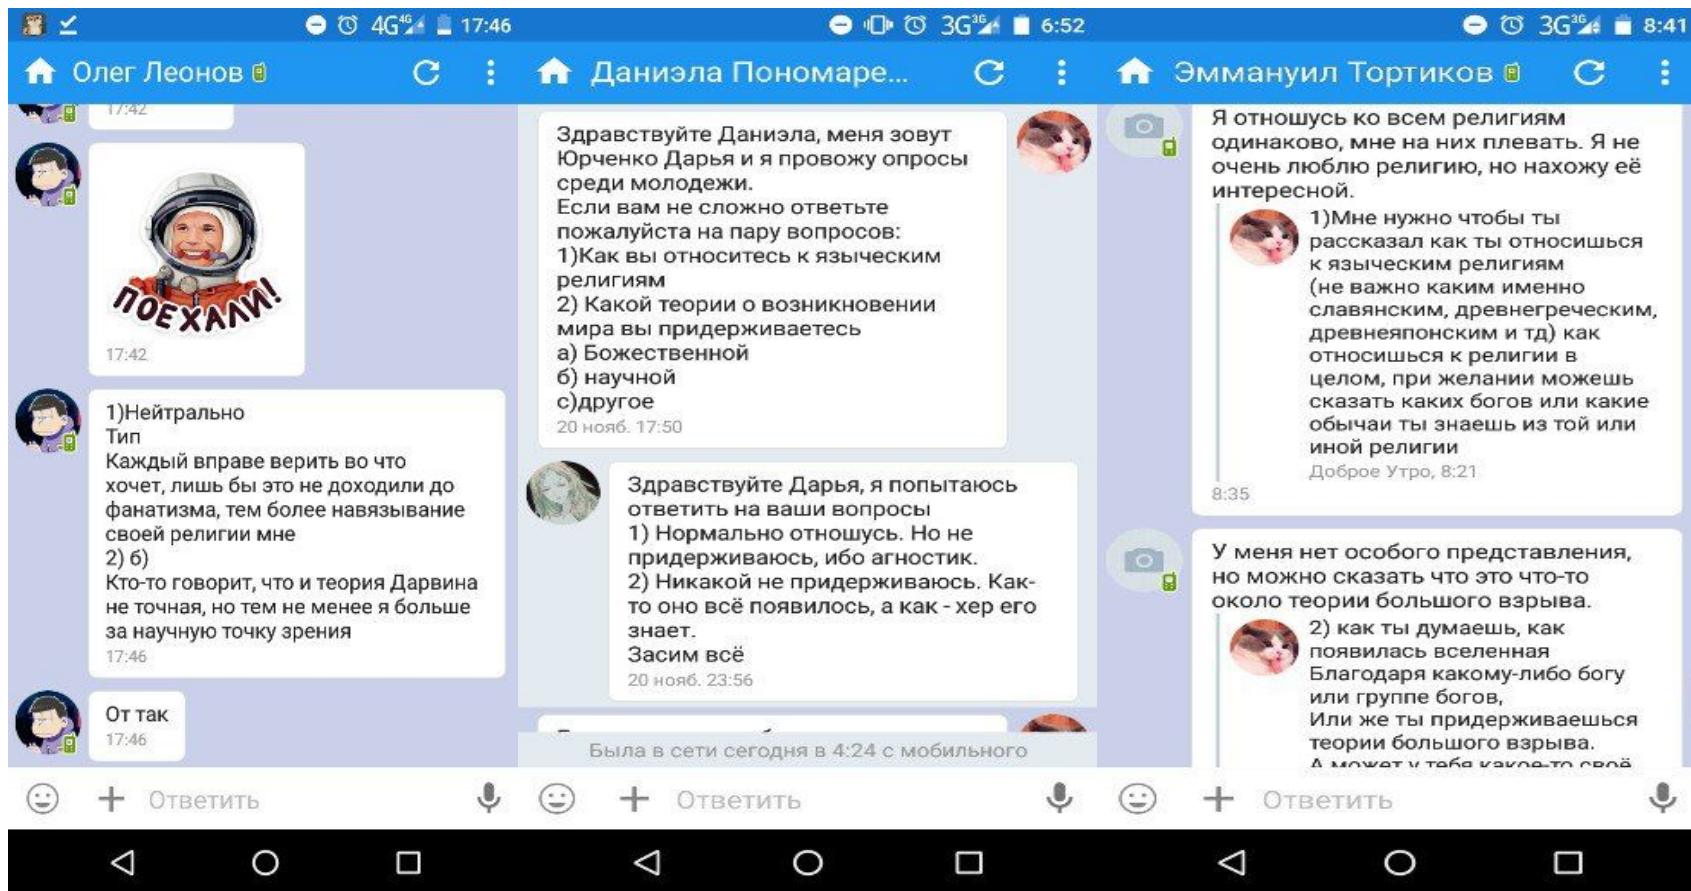 4G 4G 17:46
Олег Леонов
17:42
ПОЕХАЛИ!
17:42
1)Нейтрально
Тип
Каждый вправе верить во что
хочет, лишь бы это не доходили до
фанатизма, тем более навязывание
своей религии мне
2) б)
Кто-то говорит, что и теория Дарвина
не точная, но тем не менее я больше
за научную точку зрения
17:46
От так
17:46
Ответить
3G 3G 6:52
Даниэла Пономаре...
Здравствуйте Даниэла, меня зовут
Юрченко Дарья и я провожу опросы
среди молодежи.
Если вам не сложно ответьте
пожалуйста на пару вопросов:
1)Как вы относитесь к языческим
религиям
2) Какой теории о возникновении
мира вы придерживаетесь
а) Божественной
б) научной
с)другое
20 нояб. 17:50
Здравствуйте Дарья, я попытаюсь
ответить на ваши вопросы
1) Нормально отношусь. Но не
придерживаюсь, ибо агностик.
2) Никакой не придерживаюсь. Как-
то оно всё появилось, а как - хер его
знает.
Засим всё
20 нояб. 23:56
Была в сети сегодня в 4:24 с мобильного
Ответить
3G 3G 8:41
Эммануил Тортиков
Я отношусь ко всем религиям
одинаково, мне на них плевать. Я не
очень люблю религию, но нахожу её
интересной.
1)Мне нужно чтобы ты
рассказал как ты относишься
к языческим религиям
(не важно каким именно
славянским, древнегреческим,
древнеяпонским и тд) как
относишься к религии в
целом, при желании можешь
сказать каких богов или какие
обычаи ты знаешь из той или
иной религии
Доброе Утро, 8:21
8:35
У меня нет особого представления,
но можно сказать что это что-то
около теории большого взрыва.
2) как ты думаешь, как
появилась вселенная
Благодаря какому-либо богу
или группе богов,
Или же ты придерживаешься
теории большого взрыва.
А может у тебя какое-то своё
Ответить